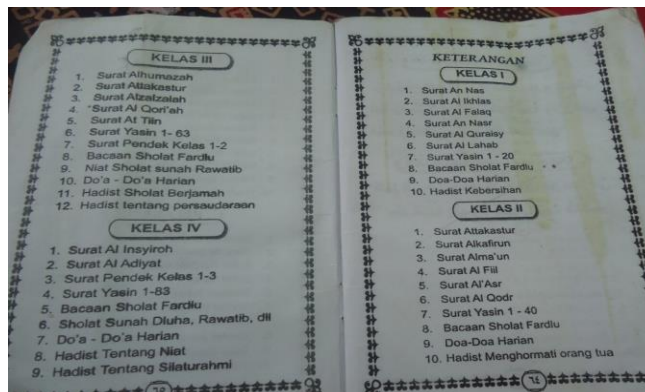 KELAS III
1. Surat Alhumazah
2. Surat Attakastur
3. Surat Alzalzalah
4. Surat Al Qori'ah
5. Surat At Tiin
6. Surat Yasin 1- 63
7. Surat Pendek Kelas 1-2
8. Bacaan Sholat Fardlu
9. Niat Sholat sunah Rawatib
10. Do'a - Do'a Harian
11. Hadist Sholat Berjamah
12. Hadist tentang persaudaraan
KELAS IV
1. Surat Al Insyiroh
2. Surat Al Adiyat
3. Surat Pendek Kelas 1-3
4. Surat Yasin 1-83
5. Bacaan Sholat Fardlu
6. Sholat Sunah Dluha, Rawatib, dll
7. Do'a - Do'a Harian
8. Hadist Tentang Niat
9. Hadist Tentang Silaturahmi
KETERANGAN
KELAS I
1. Surat An Nas
2. Surat Al Ikhlas
3. Surat Al Falaq
4. Surat An Nasr
5. Surat Al Quraisy
6. Surat Al Lahab
7. Surat Yasin 1 - 20
8. Bacaan Sholat Fardlu
9. Doa-Doa Harian
10. Hadist Kebersihan
KELAS II
1. Surat Attakastur
2. Surat Alkafirun
3. Surat Alma'un
4. Surat Al Fiil
5. Surat Al'Asr
6. Surat Al Qodr
7. Surat Yasin 1 - 40
8. Bacaan Sholat Fardlu
9. Doa-Doa Harian
10. Hadist Menghormati orang tua
٦٤